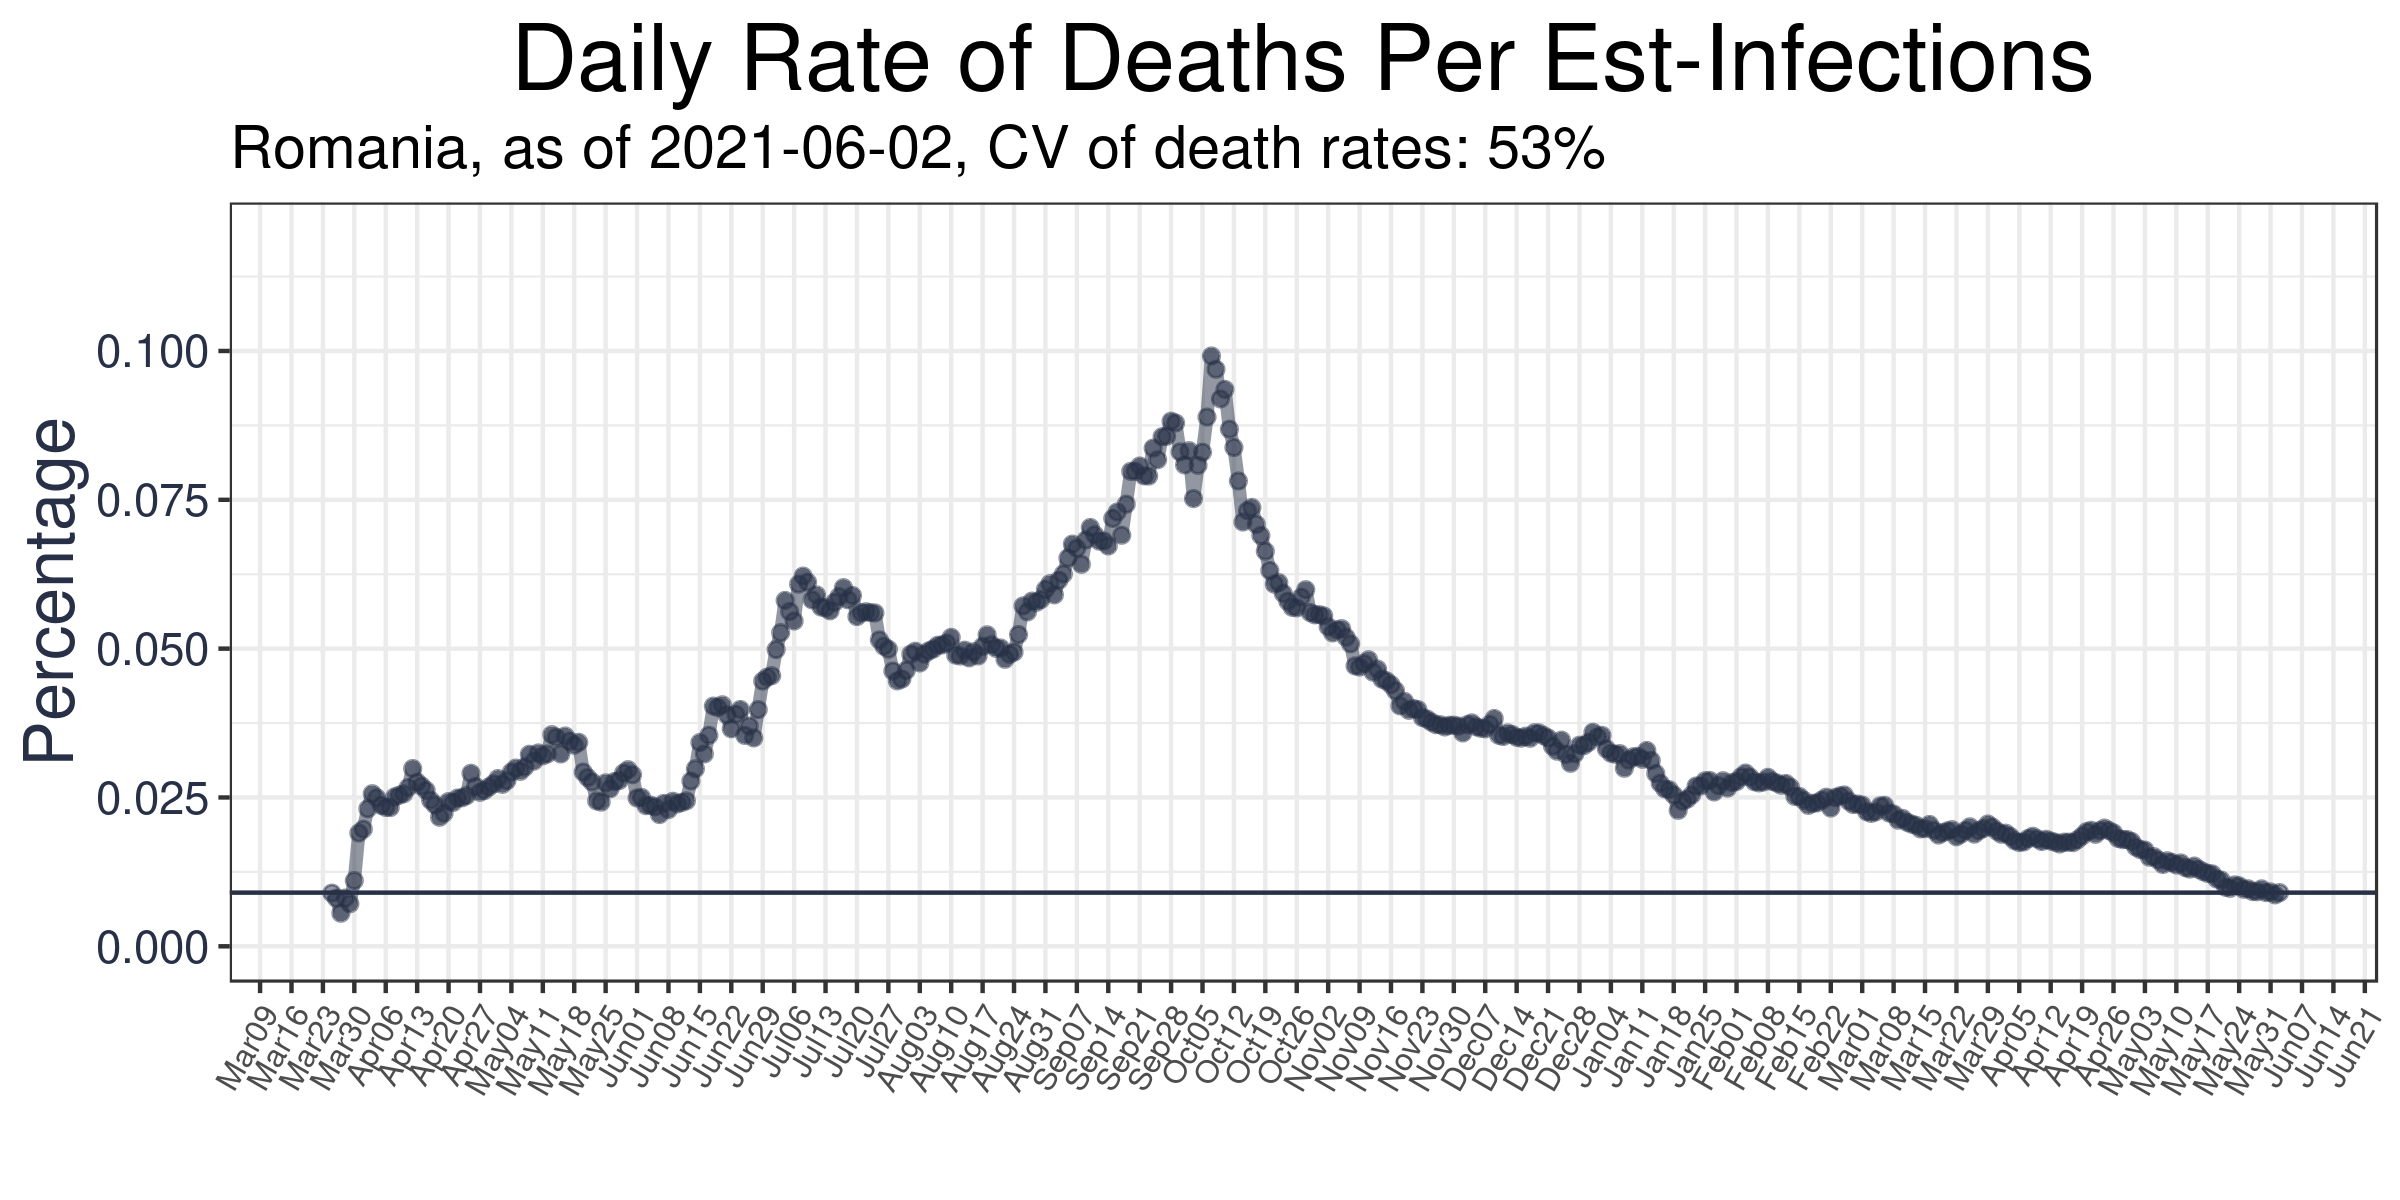 Daily Rate of Deaths Per Est-Infections
Romania, as of 2021-06-02, CV of death rates: 53%
Percentage
0.100
0.075
0.050
0.025
0.000
Mar09
Mar16
Mar23
Mar30
Apr06
Apr13
Apr20
Apr27
May04
May11
May18
May25
Jun01
Jun08
Jun15
Jun22
Jun29
Jul06
Jul13
Jul20
Jul27
Aug03
Aug10
Aug17
Aug24
Aug31
Sep07
Sep14
Sep21
Sep28
Oct05
Oct12
Oct19
Oct26
Nov02
Nov09
Nov16
Nov23
Nov30
Dec07
Dec14
Dec21
Dec28
Jan04
Jan11
Jan18
Jan25
Feb01
Feb08
Feb15
Feb22
Mar01
Mar08
Mar15
Mar22
Mar29
Apr05
Apr12
Apr19
Apr26
May03
May10
May17
May24
May31
Jun07
Jun14
Jun21